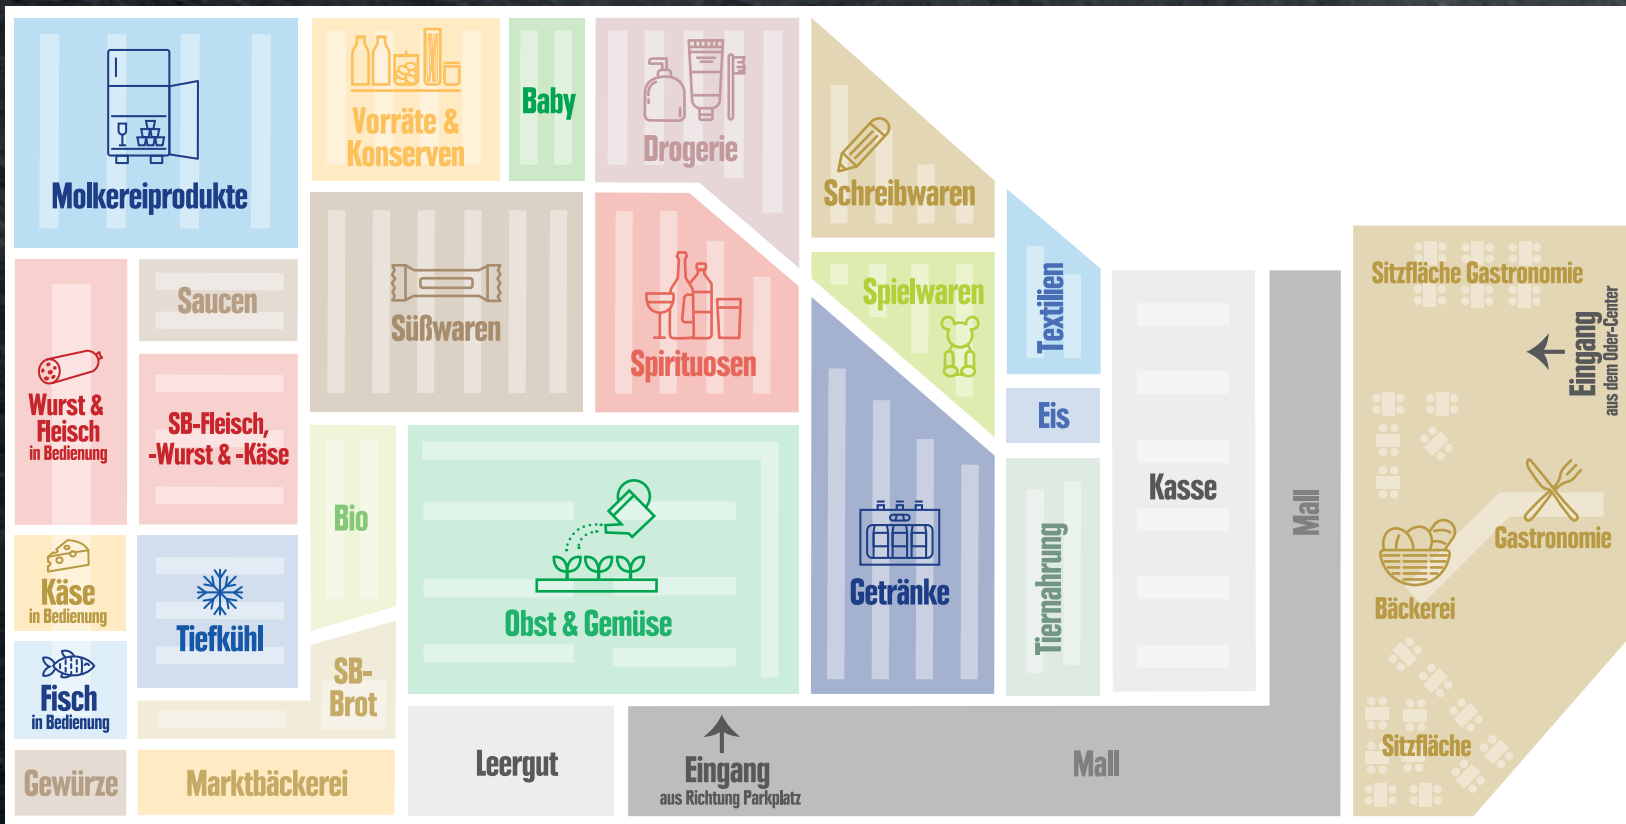 Molkereiprodukte
Vorräte &
Konserven
Baby
Drogerie
Schreibwaren
Saucen
Süßwaren
Spirituosen
Spielwaren
Textilien
Sitzfläche Gastronomie
Eingang
aus dem Oder-Center
Wurst &
Fleisch
in Bedienung
SB-Fleisch,
-Wurst & -Käse
Eis
Bio
Kasse
Mall
Gastronomie
Käse
in Bedienung
Tiefkühl
Obst & Gemüse
Getränke
Tiernahrung
Bäckerei
Fisch
in Bedienung
SB-
Brot
Sitzfläche
Gewürze
Marktbäckerei
Leergut
Eingang
aus Richtung Parkplatz
Mall